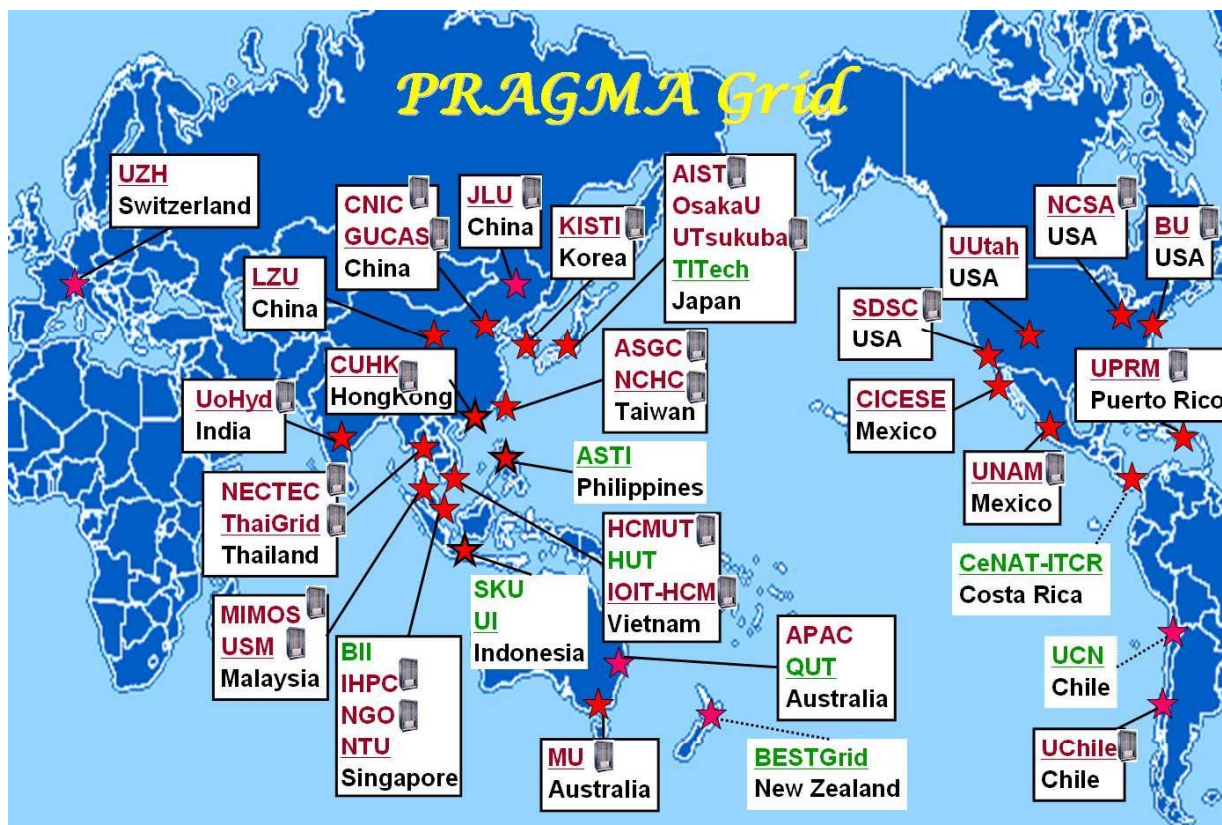 PRAGMA Grid
UZH
Switzerland
CNIC
GUCAS
China
JLU
China
KISTI
Korea
AIST
OsakaU
UTsukuba
TITech
Japan
NCSA
USA
BU
USA
UUtah
USA
LZU
China
SDSC
USA
CUHK
HongKong
ASGC
NCHC
Taiwan
UPRM
Puerto Rico
UoHyd
India
CICESE
Mexico
ASTI
Philippines
UNAM
Mexico
NECTEC
ThaiGrid
Thailand
HCMUT
HUT
IOIT-HCM
Vietnam
CeNAT-ITCR
Costa Rica
SKU
UI
Indonesia
MIMOS
USM
Malaysia
BII
IHPC
NGO
NTU
Singapore
APAC
QUT
Australia
UCN
Chile
MU
Australia
BESTGrid
New Zealand
UChile
Chile